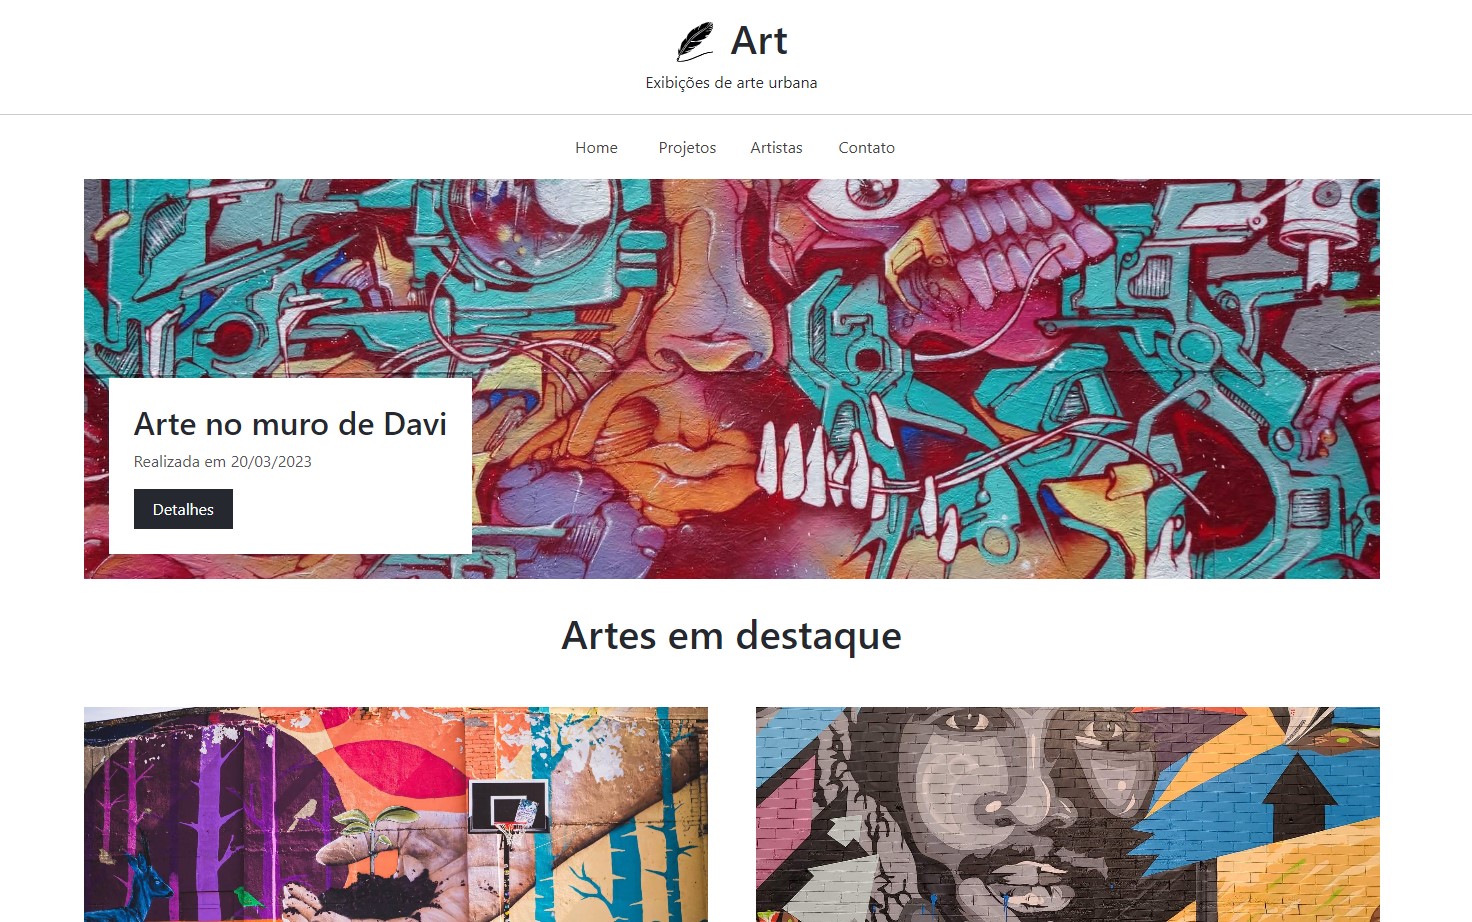 Art
Exibições de arte urbana
Home Projetos Artistas Contato
Arte no muro de Davi
Realizada em 20/03/2023
Detalhes
Artes em destaque